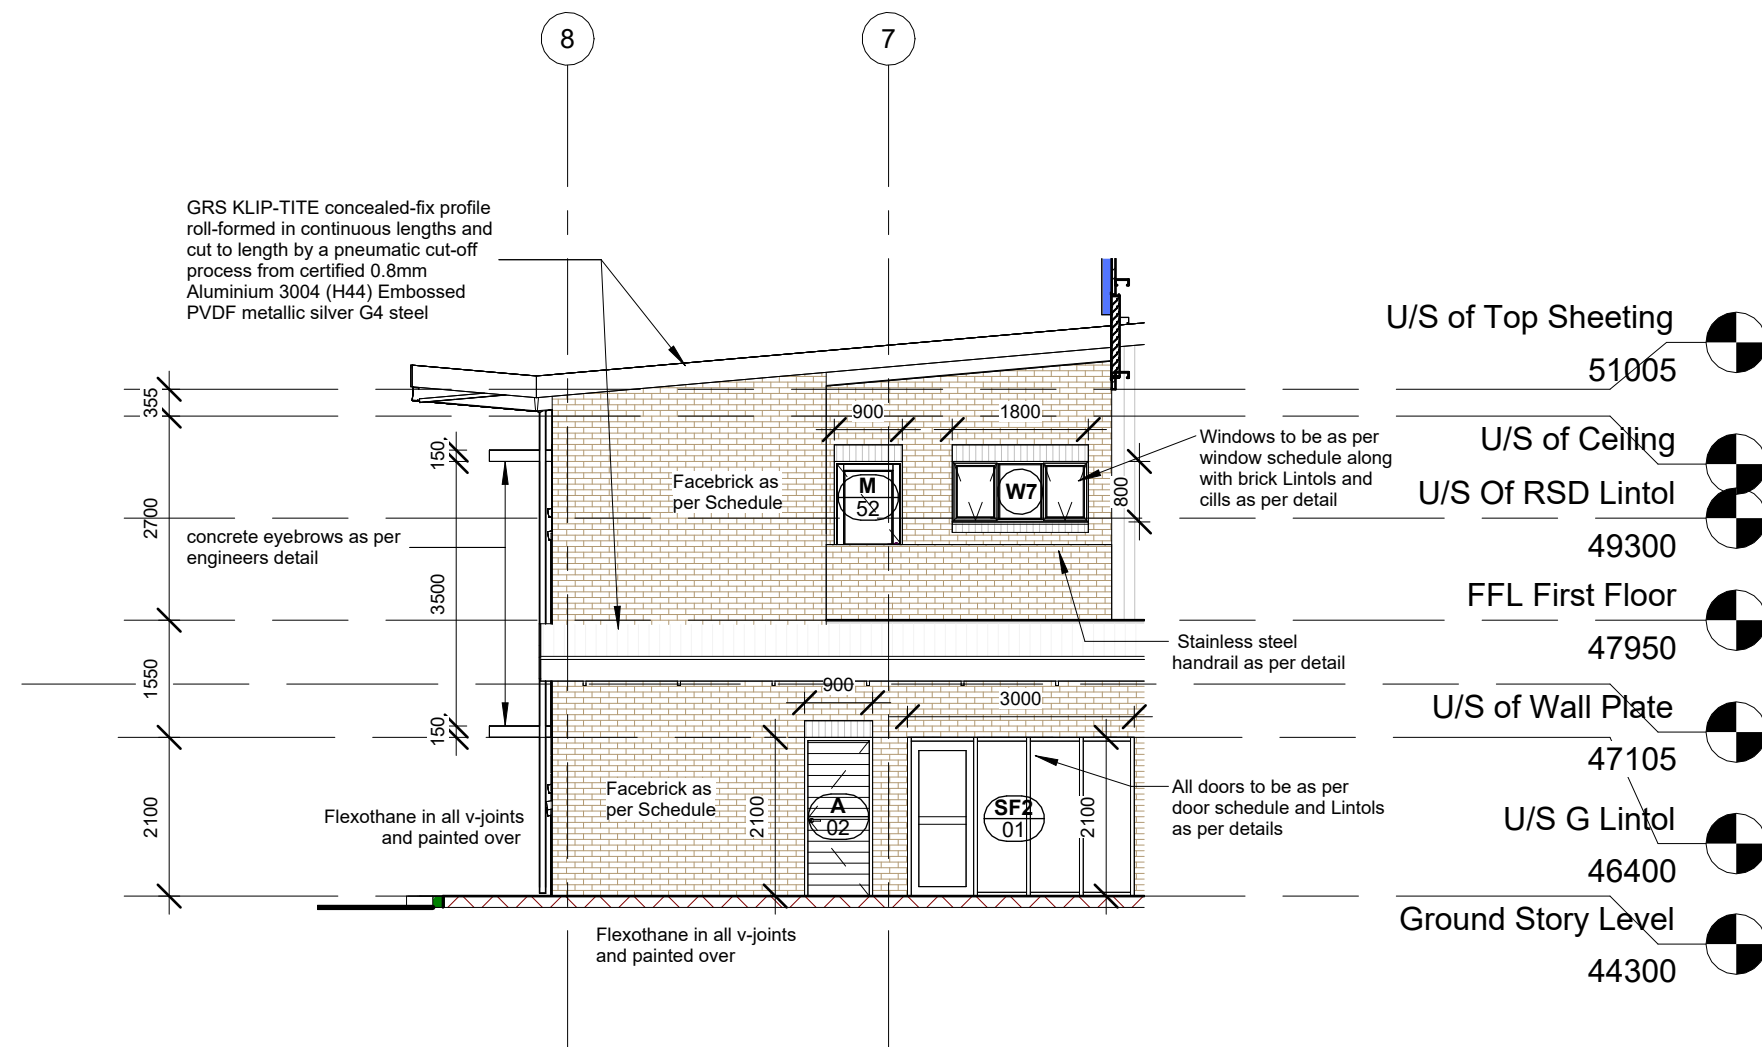 8
7
GRS KLIP-TITE concealed-fix profile
roll-formed in continuous lengths and
cut to length by a pneumatic cut-off
process from certified 0.8mm
Aluminium 3004 (H44) Embossed
PVDF metallic silver G4 steel
U/S of Top Sheeting
51005
355
900
1800
Windows to be as per
window schedule along
with brick Lintols and
cills as per detail
U/S of Ceiling
150
Facebrick as
per Schedule
M
52
W7
800
U/S Of RSD Lintol
49300
2700
concrete eyebrows as per
engineers detail
3500
FFL First Floor
47950
Stainless steel
handrail as per detail
1550
900
3000
U/S of Wall Plate
47105
150
Flexothane in all v-joints
and painted over
2100
Facebrick as
per Schedule
2100
A
02
SF2
01
2100
All doors to be as per
door schedule and Lintols
as per details
U/S G Lintol
46400
Ground Story Level
44300
Flexothane in all v-joints
and painted over